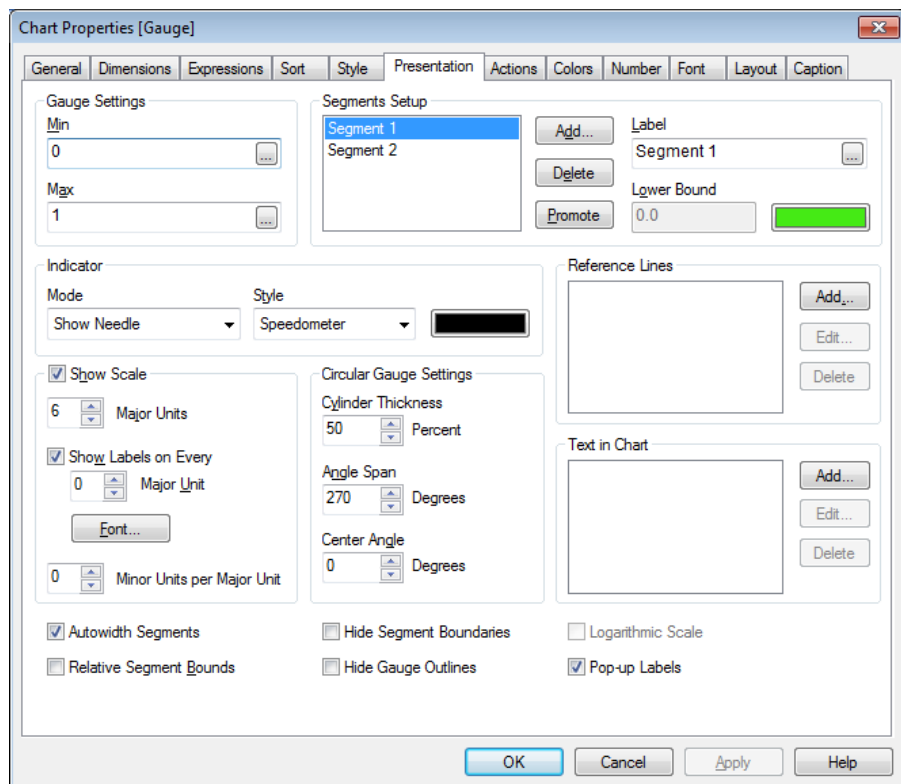 Chart Properties [Gauge]
General Dimensions Expressions Sort Style Presentation Actions Colors Number Font Layout Caption
Gauge Settings
Min
0
...
Max
1
...
Segments Setup
Segment 1
Segment 2
Add...
Delete
Promote
Label
Segment 1
...
Lower Bound
0.0
Indicator
Mode
Show Needle
Style
Speedometer
Reference Lines
Add...
Edit...
Delete
Show Scale
6 Major Units
Show Labels on Every
0 Major Unit
Font...
0 Minor Units per Major Unit
Circular Gauge Settings
Cylinder Thickness
50 Percent
Angle Span
270 Degrees
Center Angle
0 Degrees
Text in Chart
Add...
Edit...
Delete
Autowidth Segments
Hide Segment Boundaries
Logarithmic Scale
Relative Segment Bounds
Hide Gauge Outlines
Pop-up Labels
OK Cancel Apply Help